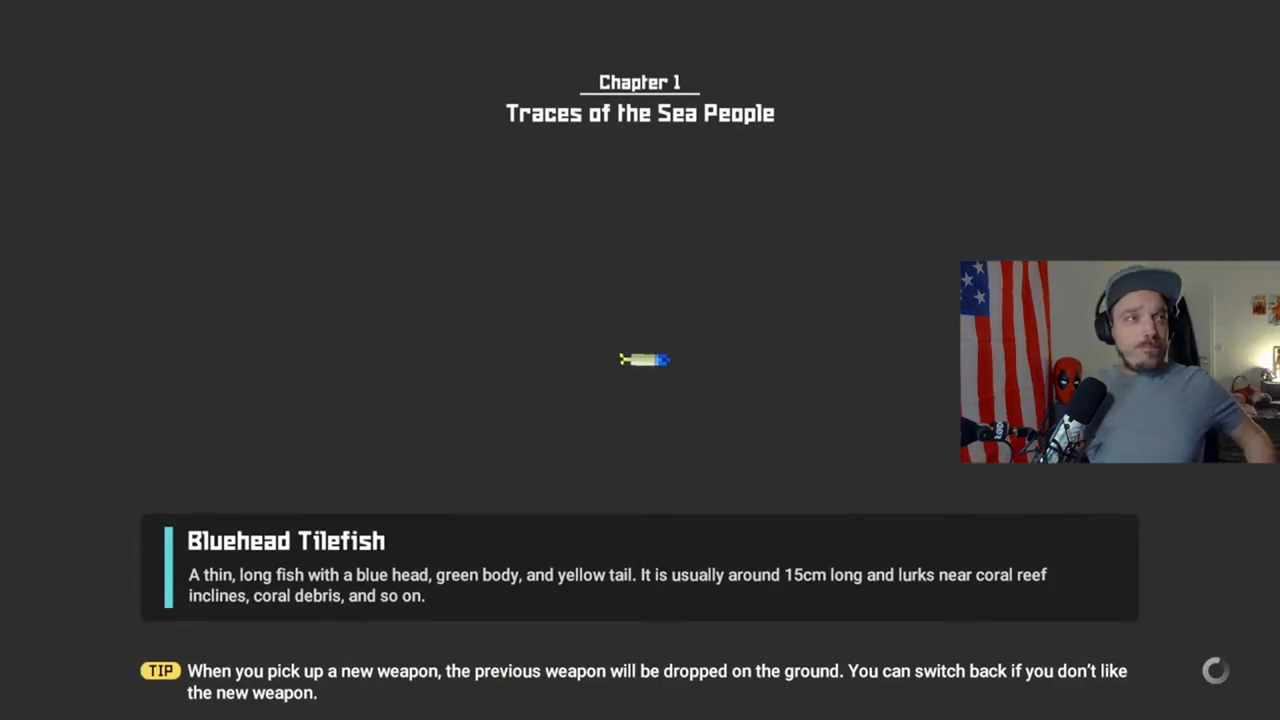 Chapter 1
Traces of the Sea People
Bluehead Tilefish
A thin, long fish with a blue head, green body, and yellow tail. It is usually around 15cm long and lurks near coral reef
inclines, coral debris, and so on.
TIP When you pick up a new weapon, the previous weapon will be dropped on the ground. You can switch back if you don't like
the new weapon.